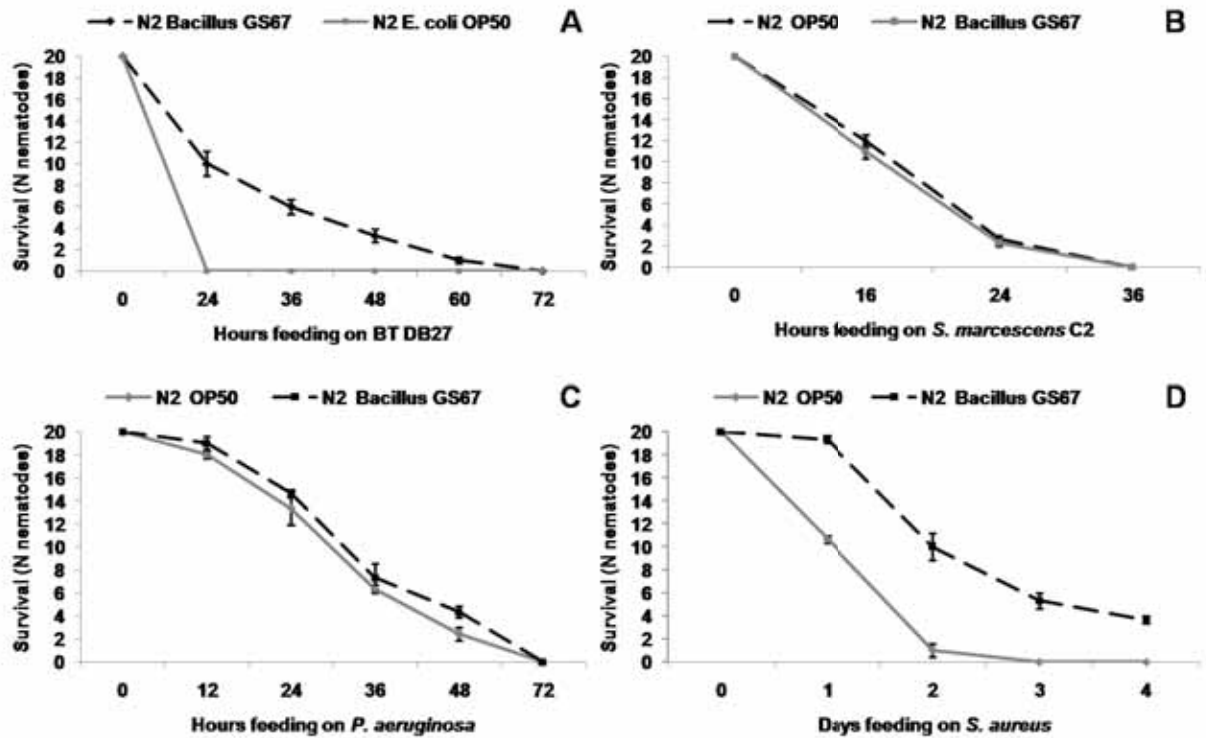 N2 Bacillus GS67 N2 E. coli OP50 A
Survival (N nematodes)
20
18
16
14
12
10
8
6
4
2
0
0 24 36 48 60 72
Hours feeding on BT DB27
N2 OP50 N2 Bacillus GS67 B
Survival (N nematodes)
20
18
16
14
12
10
8
6
4
2
0
0 16 24 36
Hours feeding on S. marcescens C2
N2 OP50 N2 Bacillus GS67 C
Survival (N nematodes)
20
18
16
14
12
10
8
6
4
2
0
0 12 24 36 48 72
Hours feeding on P. aeruginosa
N2 OP50 N2 Bacillus GS67 D
Survival (N nematodes)
20
18
16
14
12
10
8
6
4
2
0
0 1 2 3 4
Days feeding on S. aureus